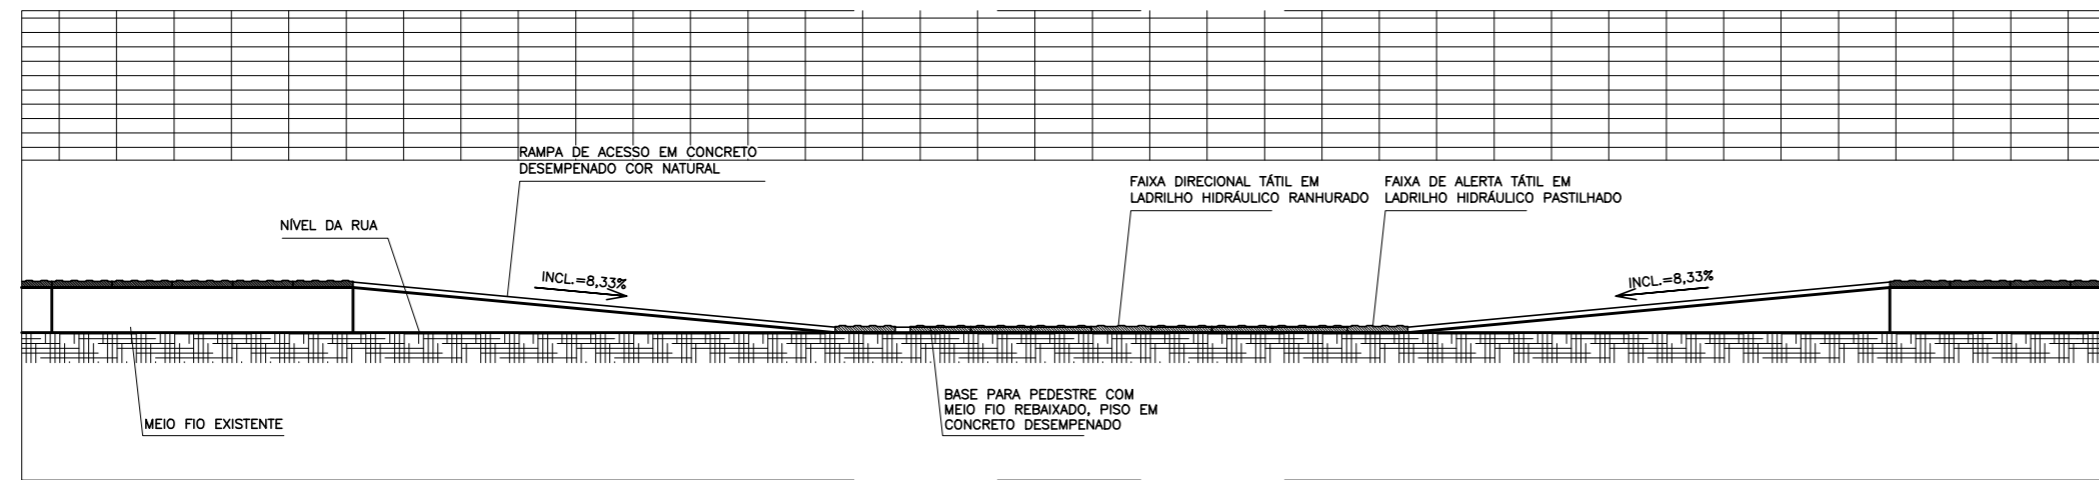 RAMPA DE ACESSO EM CONCRETO
DESEMPENADO COR NATURAL
FAIXA DIRECIONAL TÁTIL EM
LADRILHO HIDRÁULICO RANHURADO
FAIXA DE ALERTA TÁTIL EM
LADRILHO HIDRÁULICO PASTILHADO
NÍVEL DA RUA
INCL.=8,33%
INCL.=8,33%
BASE PARA PEDESTRE COM
MEIO FIO REBAIXADO, PISO EM
CONCRETO DESEMPENADO
MEIO FIO EXISTENTE